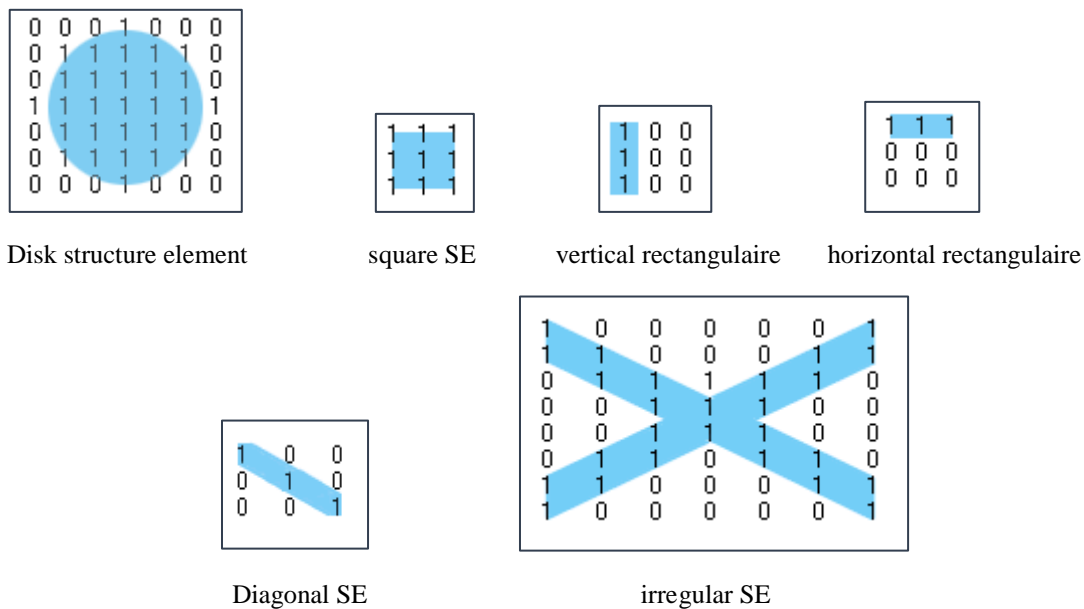 0 0 0 1 0 0 0
0 1 1 1 1 1 0
0 1 1 1 1 1 0
1 1 1 1 1 1 1
0 1 1 1 1 1 0
0 1 1 1 1 1 0
0 0 0 1 0 0 0
1 1 1
1 1 1
1 1 1
1 0 0
1 0 0
1 0 0
1 1 1
0 0 0
0 0 0
Disk structure element square SE vertical rectangulaire horizontal rectangulaire
1 0 0
0 1 0
0 0 1
1 0 0 0 0 0 1
1 1 0 0 0 1 1
0 1 1 1 1 1 0
0 0 1 1 1 0 0
0 0 1 1 1 0 0
0 1 1 0 1 1 0
1 1 0 0 0 1 1
1 0 0 0 0 0 1
Diagonal SE irregular SE